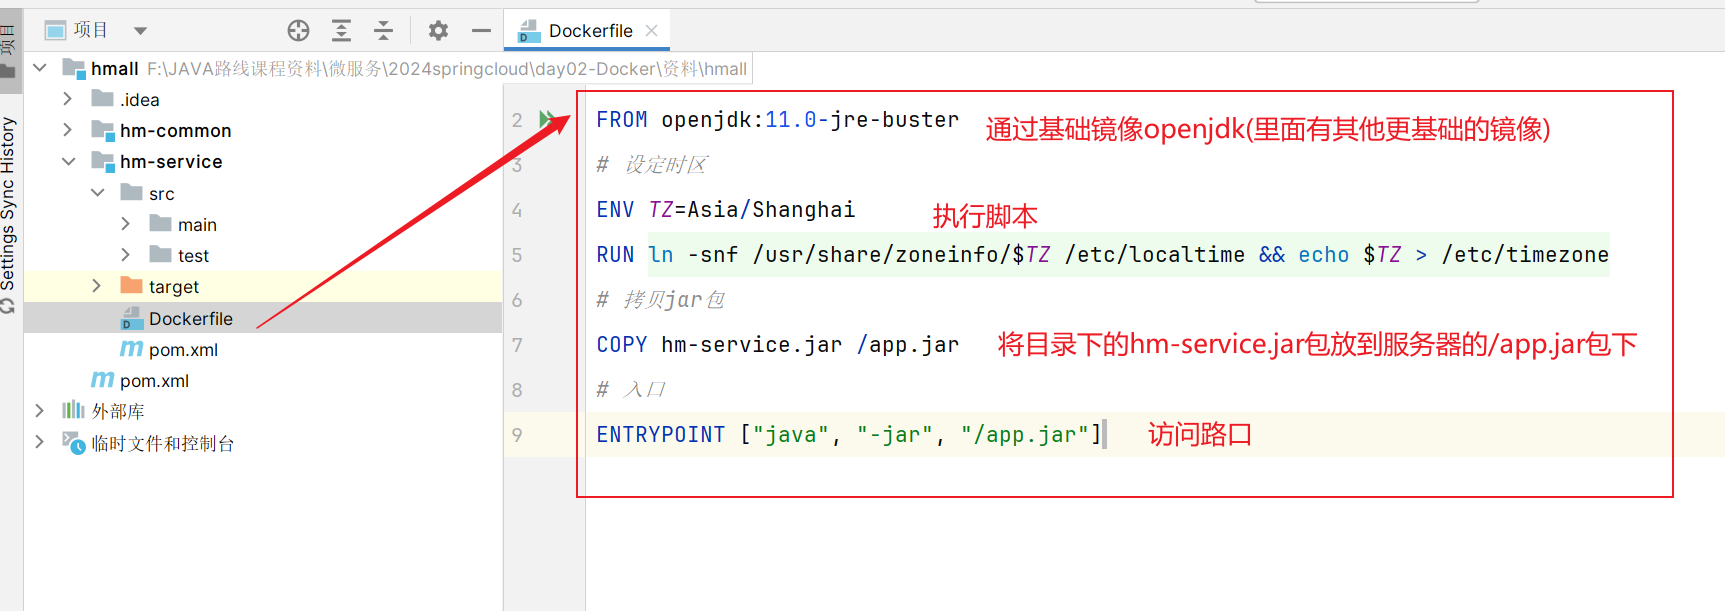 项目
Dockerfile
项目
Settings Sync History
hmall F:\JAVA路线课程资料\微服务\2024springcloud\day02-Docker\资料\hmall
.idea
hm-common
hm-service
src
main
test
target
Dockerfile
pom.xml
pom.xml
外部库
临时文件和控制台
2 FROM openjdk:11.0-jre-buster
通过基础镜像openjdk(里面有其他更基础的镜像)
3 # 设定时区
4 ENV TZ=Asia/Shanghai
执行脚本
5 RUN ln -snf /usr/share/zoneinfo/$TZ /etc/localtime && echo $TZ > /etc/timezone
6 # 拷贝jar包
7 COPY hm-service.jar /app.jar
将目录下的hm-service.jar包放到服务器的/app.jar包下
8 # 入口
9 ENTRYPOINT ["java", "-jar", "/app.jar"]
访问路口